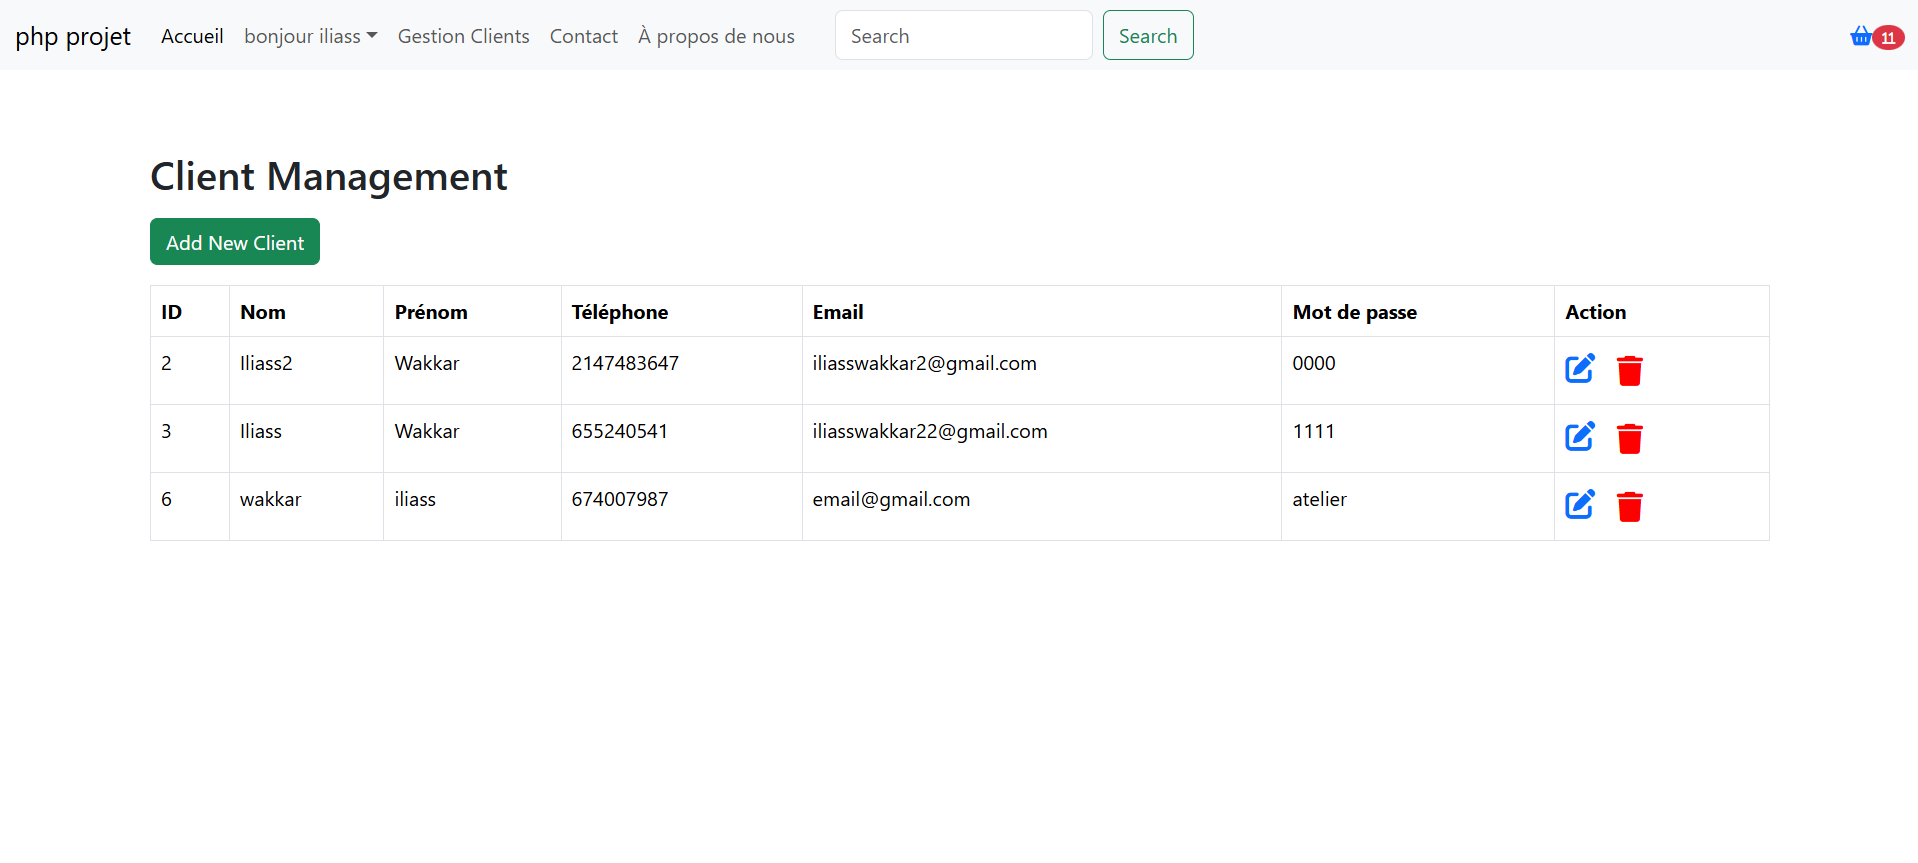 php projet Accueil bonjour iliass Gestion Clients Contact À propos de nous Search Search 11
Client Management
Add New Client
ID Nom Prénom Téléphone Email Mot de passe Action
2 Iliass2 Wakkar 2147483647 iliasswakkar2@gmail.com 0000
3 Iliass Wakkar 655240541 iliasswakkar22@gmail.com 1111
6 wakkar iliass 674007987 email@gmail.com atelier